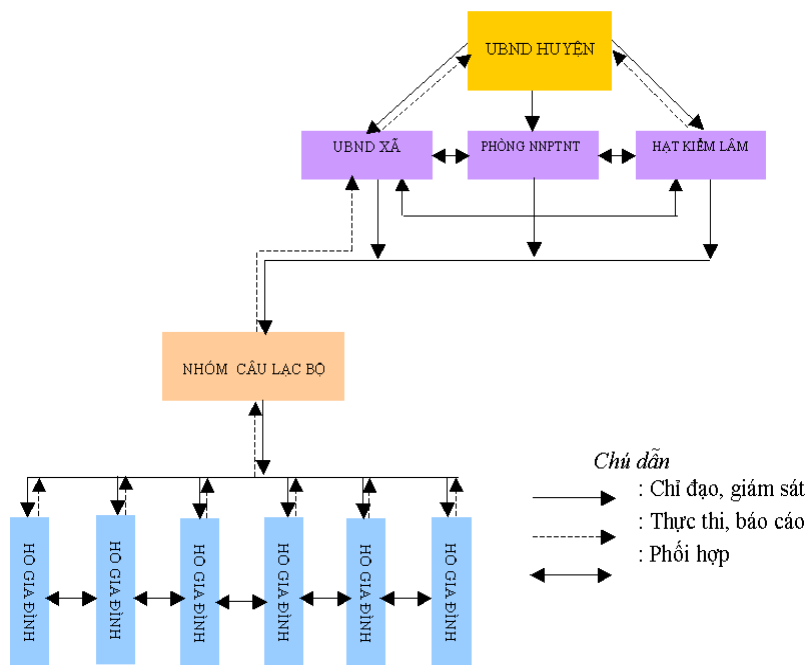 UBND HUYỆN
UBND XÃ
PHÒNG NNPTNT
HẠT KIỂM LÂM
NHÓM CÂU LẠC BỘ
Chú dẫn
: Chỉ đạo, giám sát
: Thực thi, báo cáo
: Phối hợp
HỘ GIA ĐÌNH
HỘ GIA ĐÌNH
HỘ GIA ĐÌNH
HỘ GIA ĐÌNH
HỘ GIA ĐÌNH
HỘ GIA ĐÌNH